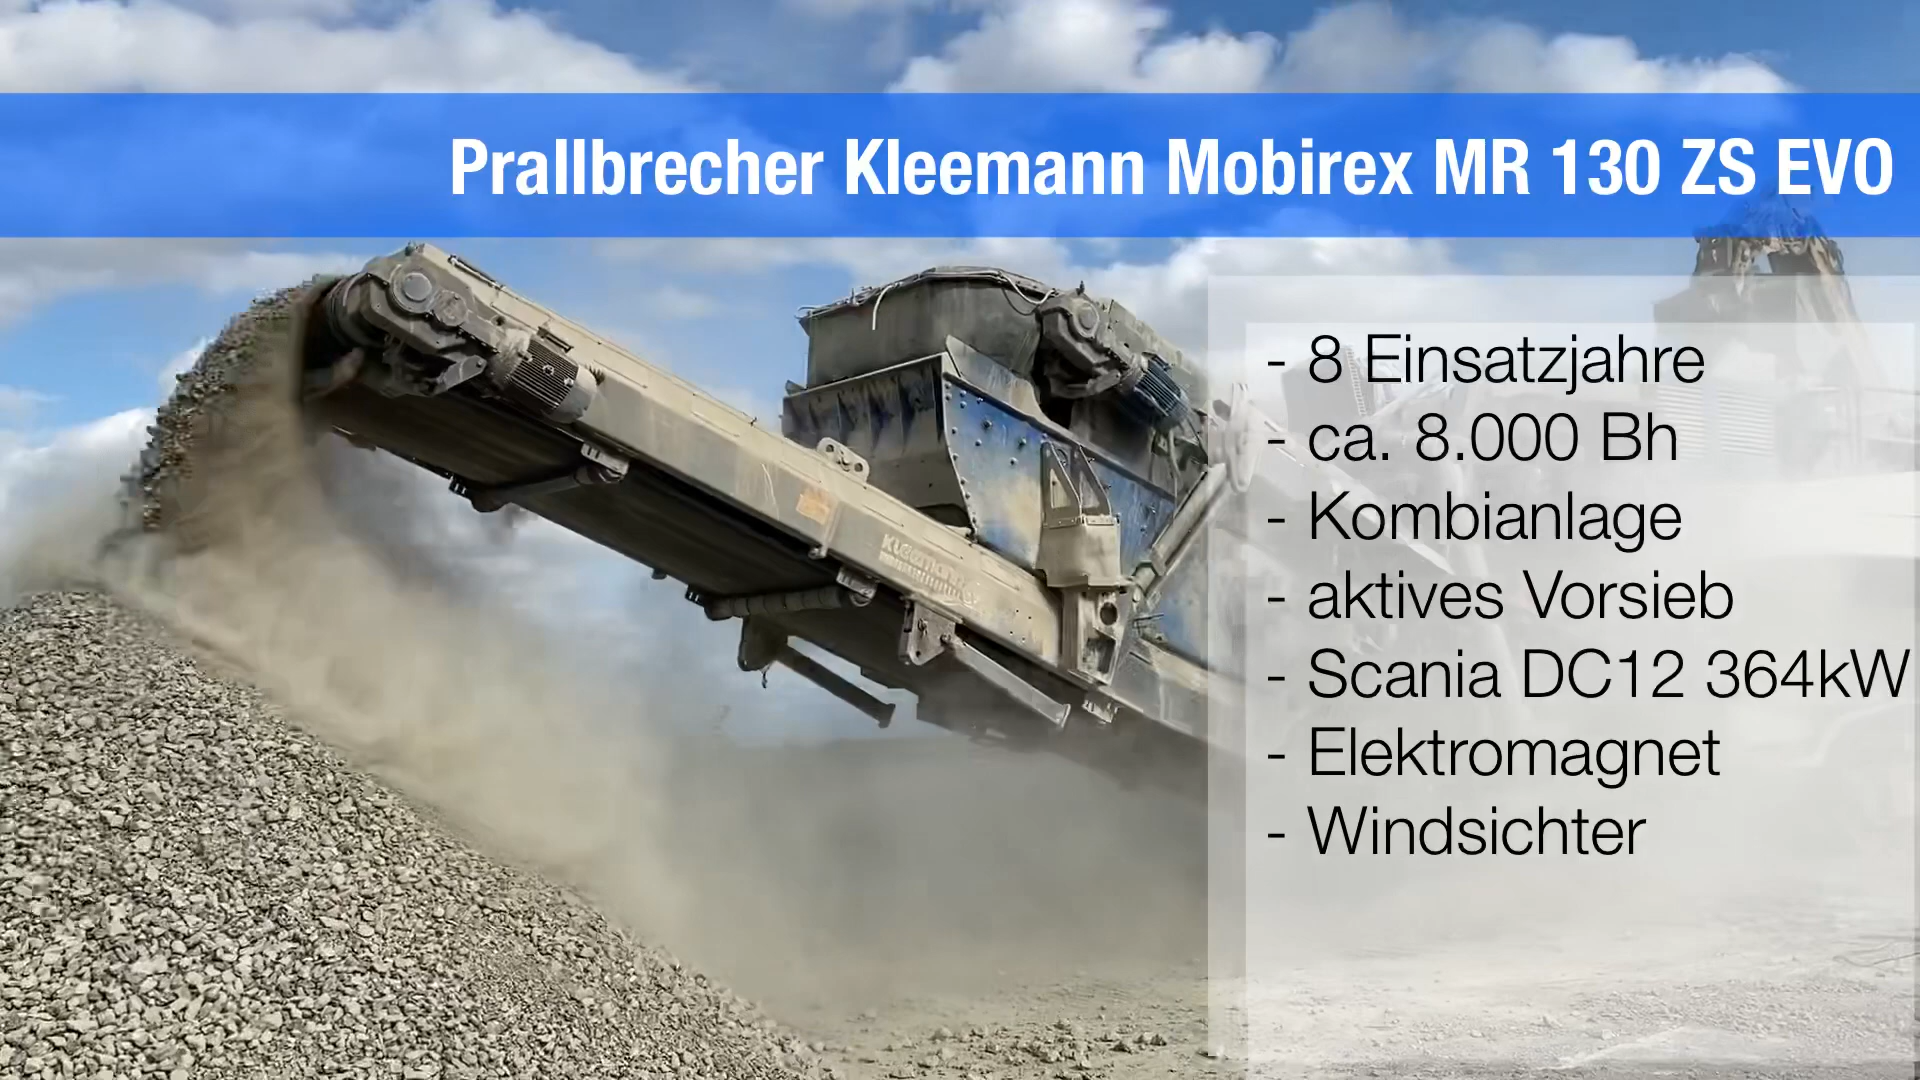 Prallbrecher Kleemann Mobirex MR 130 ZS EVO
- 8 Einsatzjahre
- ca. 8.000 Bh
- Kombianlage
- aktives Vorsieb
- Scania DC12 364kW
- Elektromagnet
- Windsichter
Kleemann